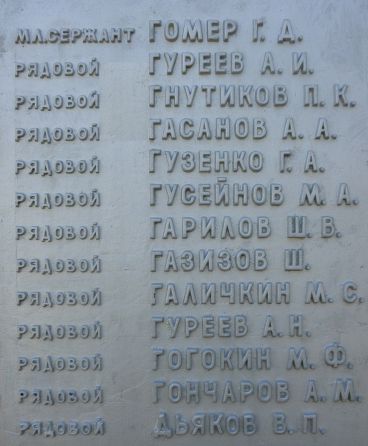 МЛ.СЕРЖАНТ ГОМЕР Г. Д.
РЯДОВОЙ ГУРЕЕВ А. И.
РЯДОВОЙ ГНУТИКОВ П. К.
РЯДОВОЙ ГАСАНОВ А. А.
РЯДОВОЙ ГУЗЕНКО Г. А.
РЯДОВОЙ ГУСЕЙНОВ М. А.
РЯДОВОЙ ГАРИЛОВ Ш. В.
РЯДОВОЙ ГАЗИЗОВ Ш.
РЯДОВОЙ ГАЛИЧКИН М. С.
РЯДОВОЙ ГУРЕЕВ А. Н.
РЯДОВОЙ ГОГОКИН М. Ф.
РЯДОВОЙ ГОНЧАРОВ А. М.
РЯДОВОЙ ДЬЯКОВ В. П.